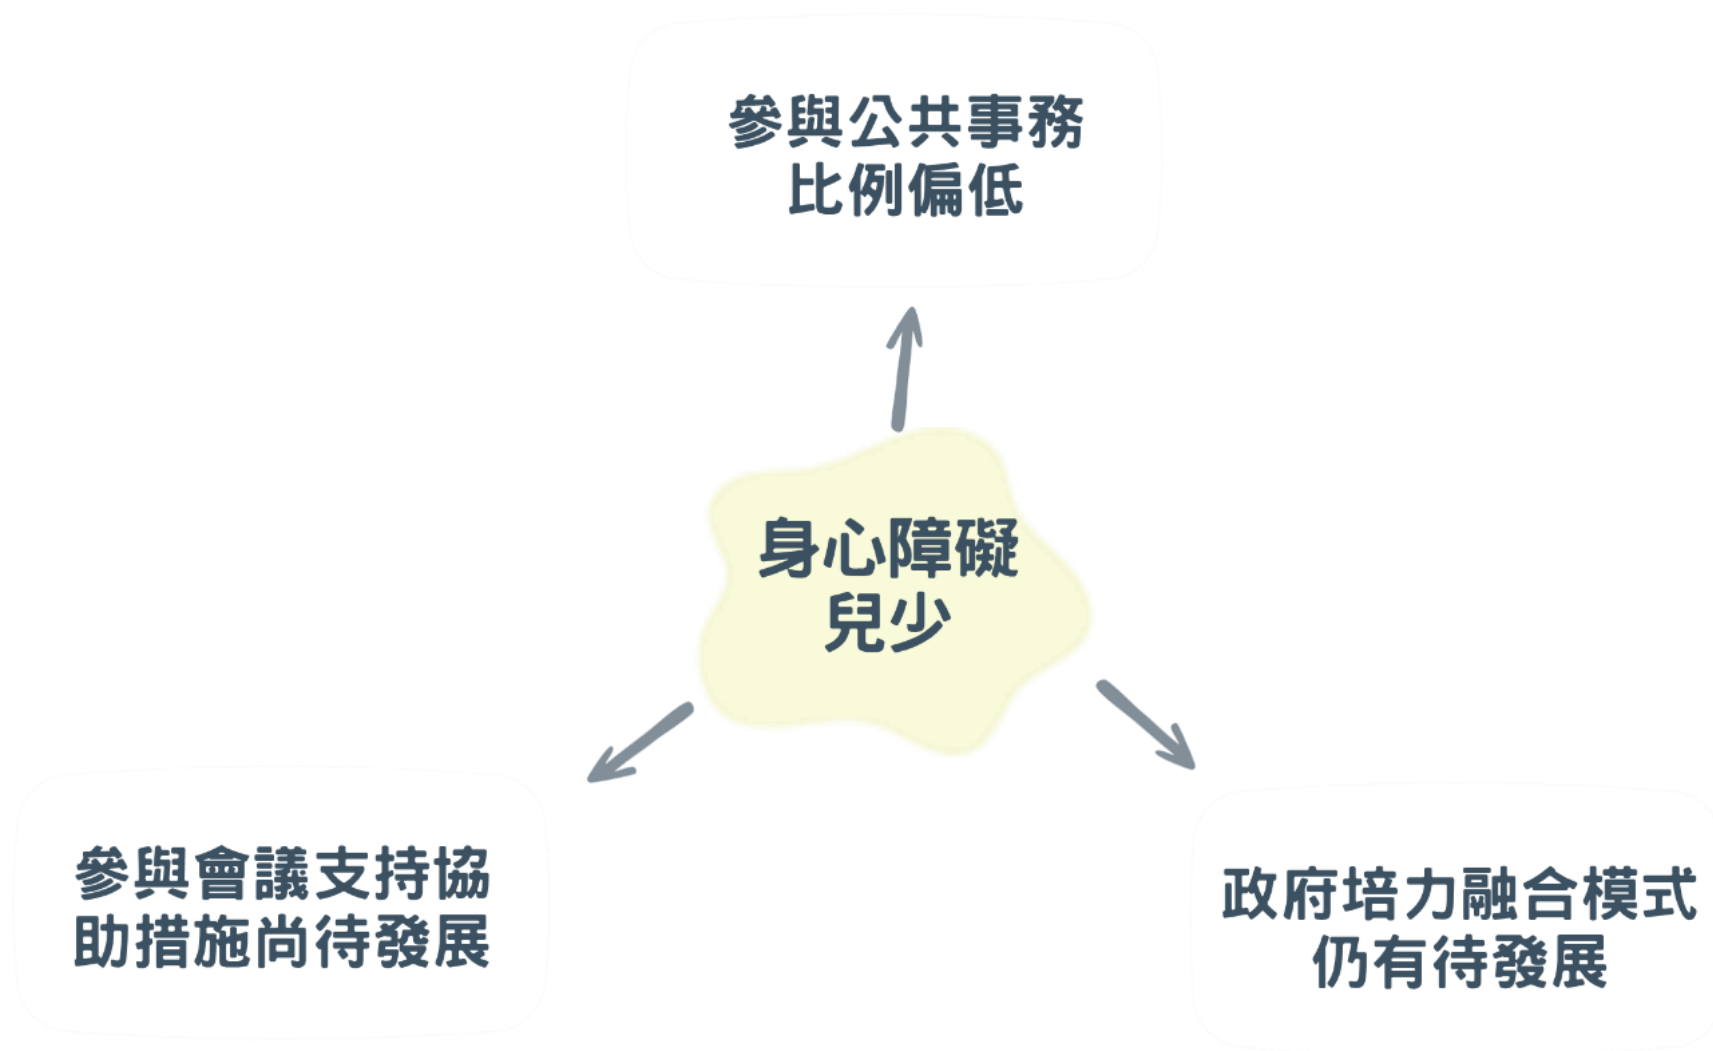 參與公共事務
比例偏低
身心障礙
兒少
參與會議支持協
助措施尚待發展
政府培力融合模式
仍有待發展